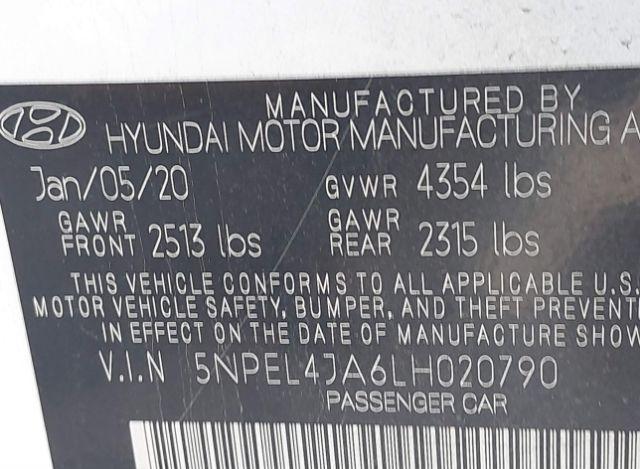 MANUFACTURED BY
HYUNDAI MOTOR MANUFACTURING A
Jan/05/20 GVWR 4354 lbs
GAWR FRONT 2513 lbs GAWR REAR 2315 lbs
THIS VEHICLE CONFORMS TO ALL APPLICABLE U.S.
MOTOR VEHICLE SAFETY, BUMPER, AND THEFT PREVENT
IN EFFECT ON THE DATE OF MANUFACTURE SHOW
V.I.N 5NPEL4JA6LH020790
PASSENGER CAR